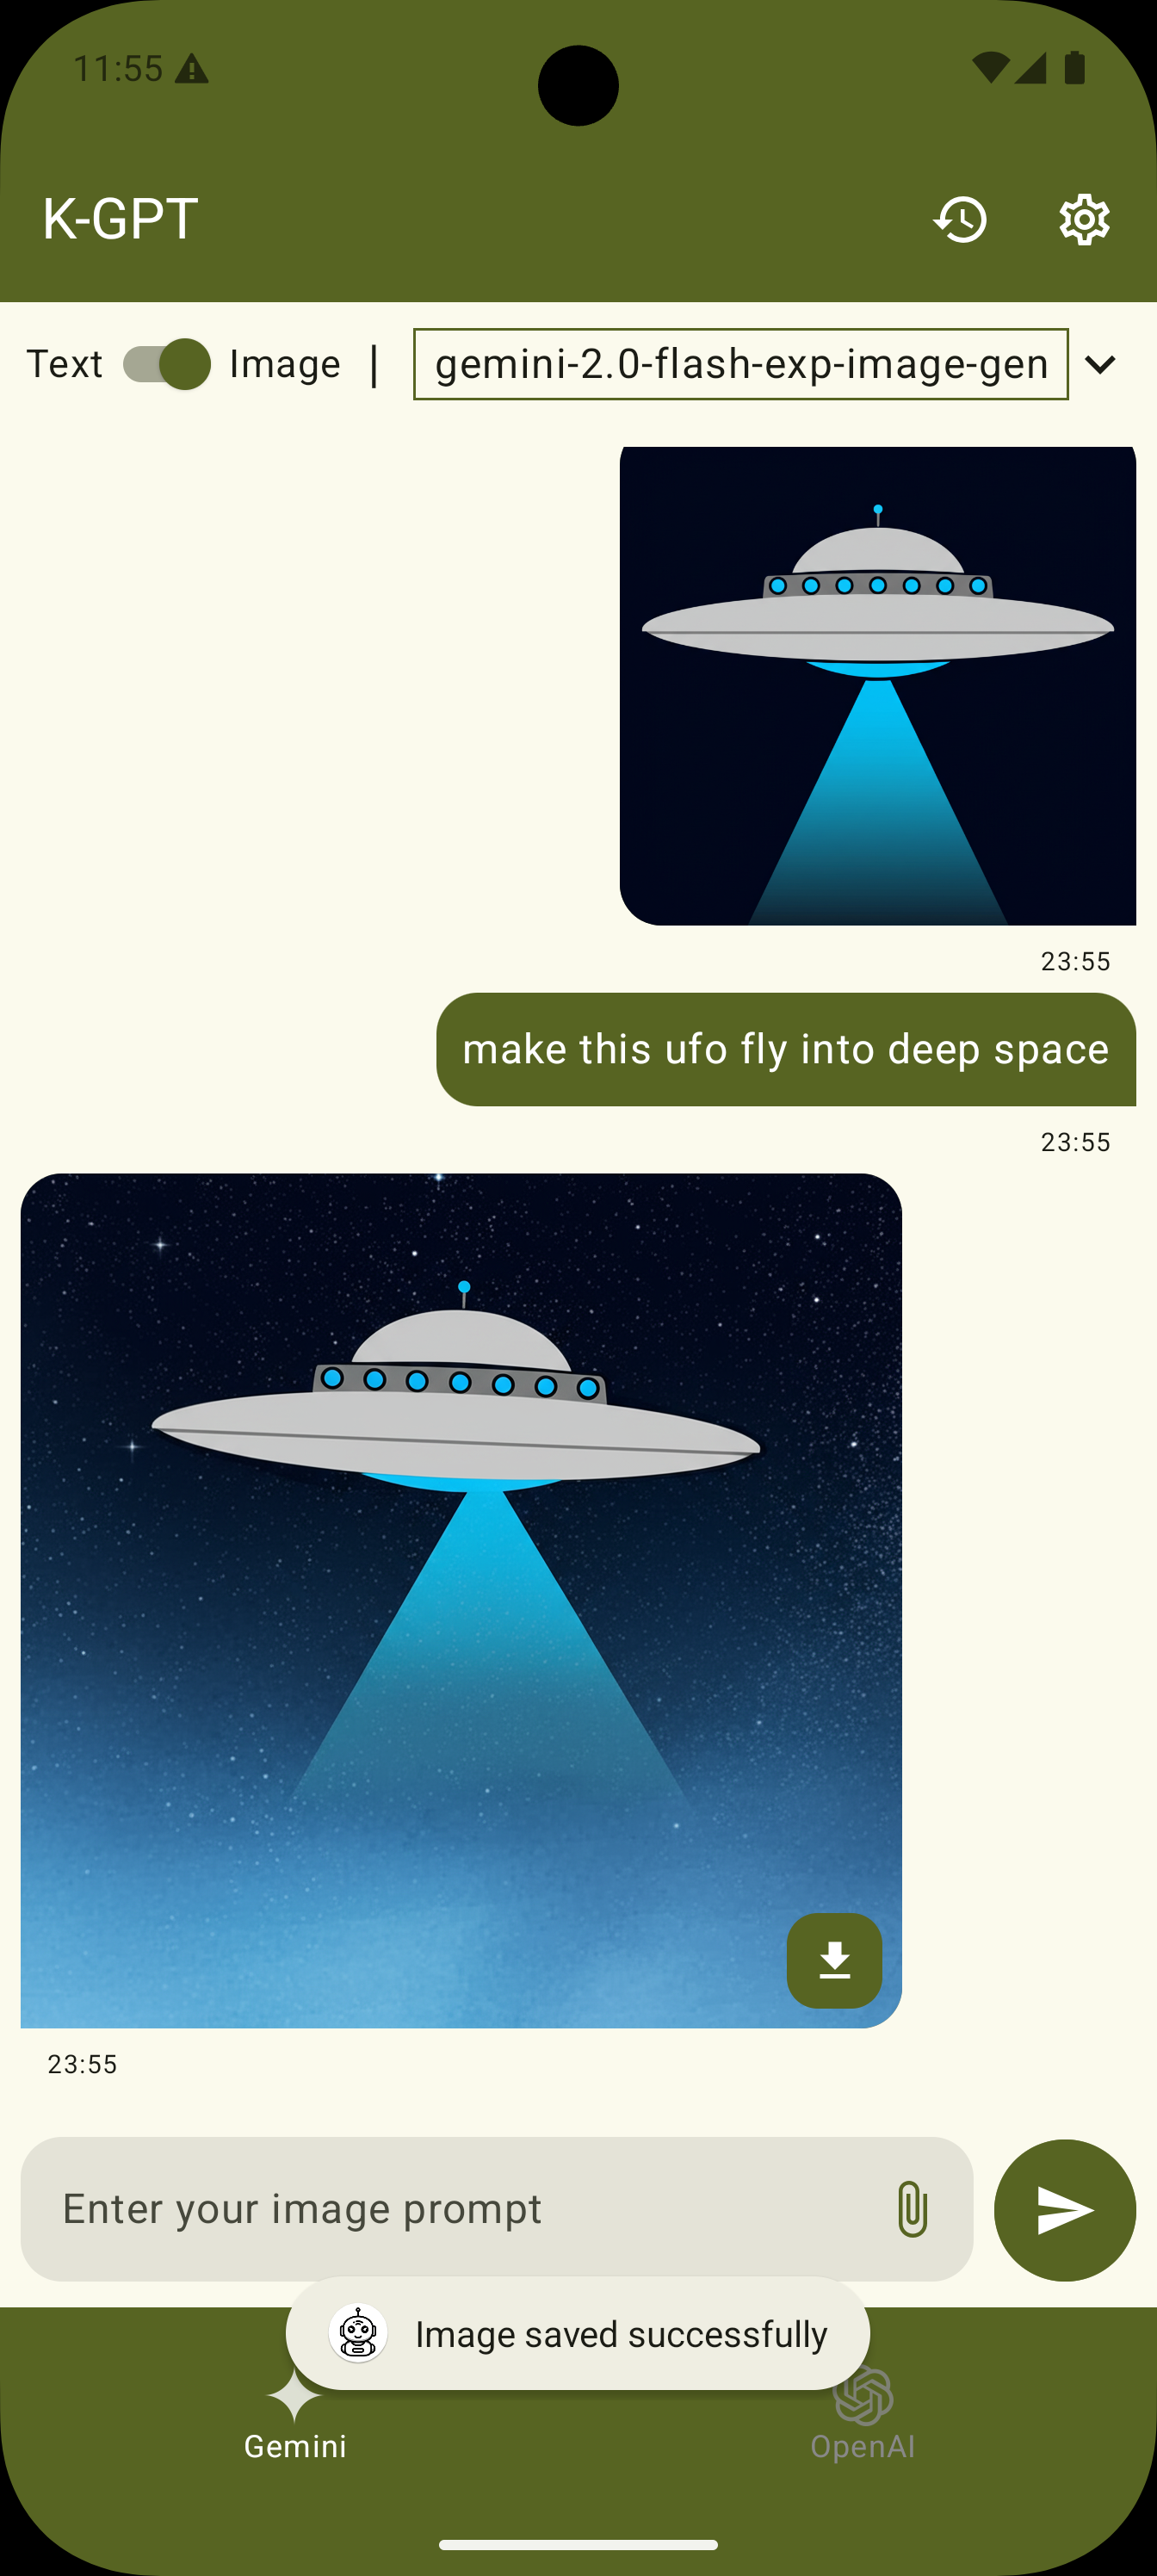 11:55
K-GPT
Text Image | gemini-2.0-flash-exp-image-gen
23:55
make this ufo fly into deep space
23:55
23:55
Enter your image prompt
Image saved successfully
Gemini OpenAI